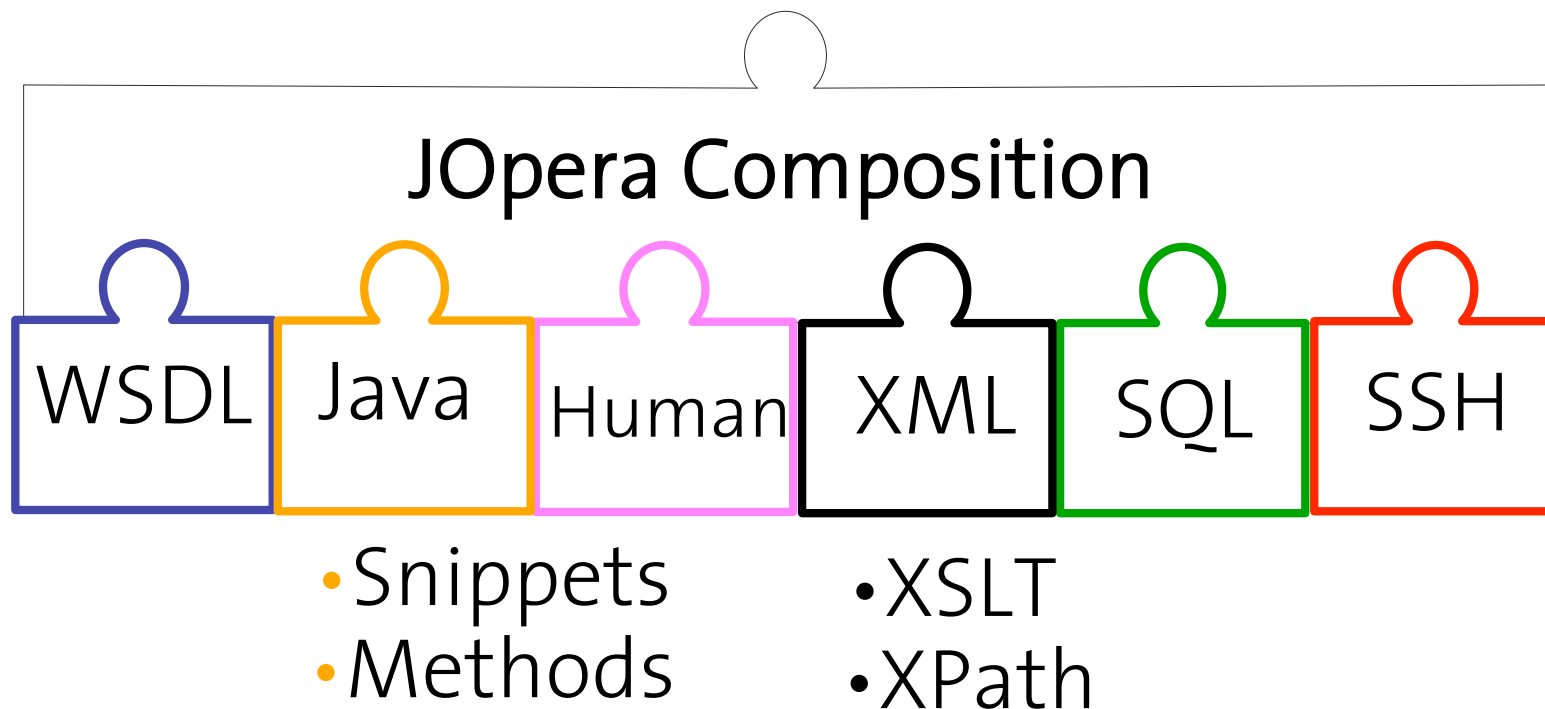 JOpera Composition
WSDL
Java
Human
XML
SQL
SSH
•Snippets
•Methods
•XSLT
•XPath